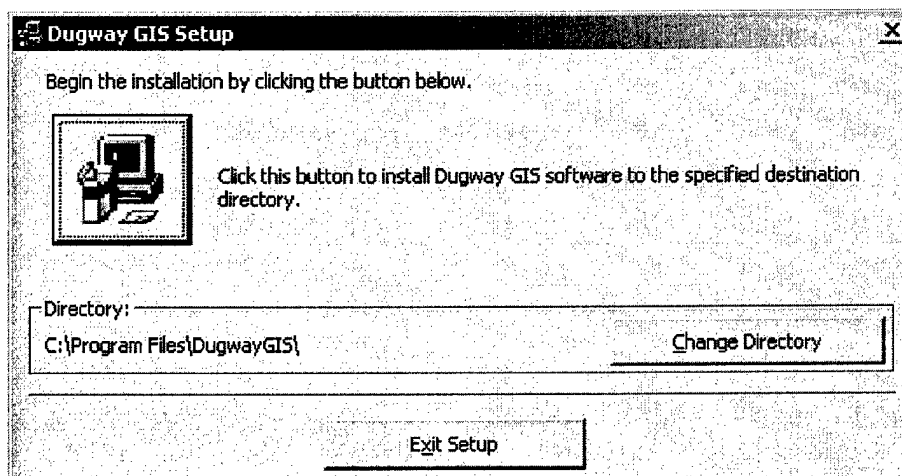 Dugway GIS Setup
Begin the installation by clicking the button below.
Click this button to install Dugway GIS software to the specified destination
directory.
Directory:
C:\Program Files\DugwayGIS\
Change Directory
Exit Setup